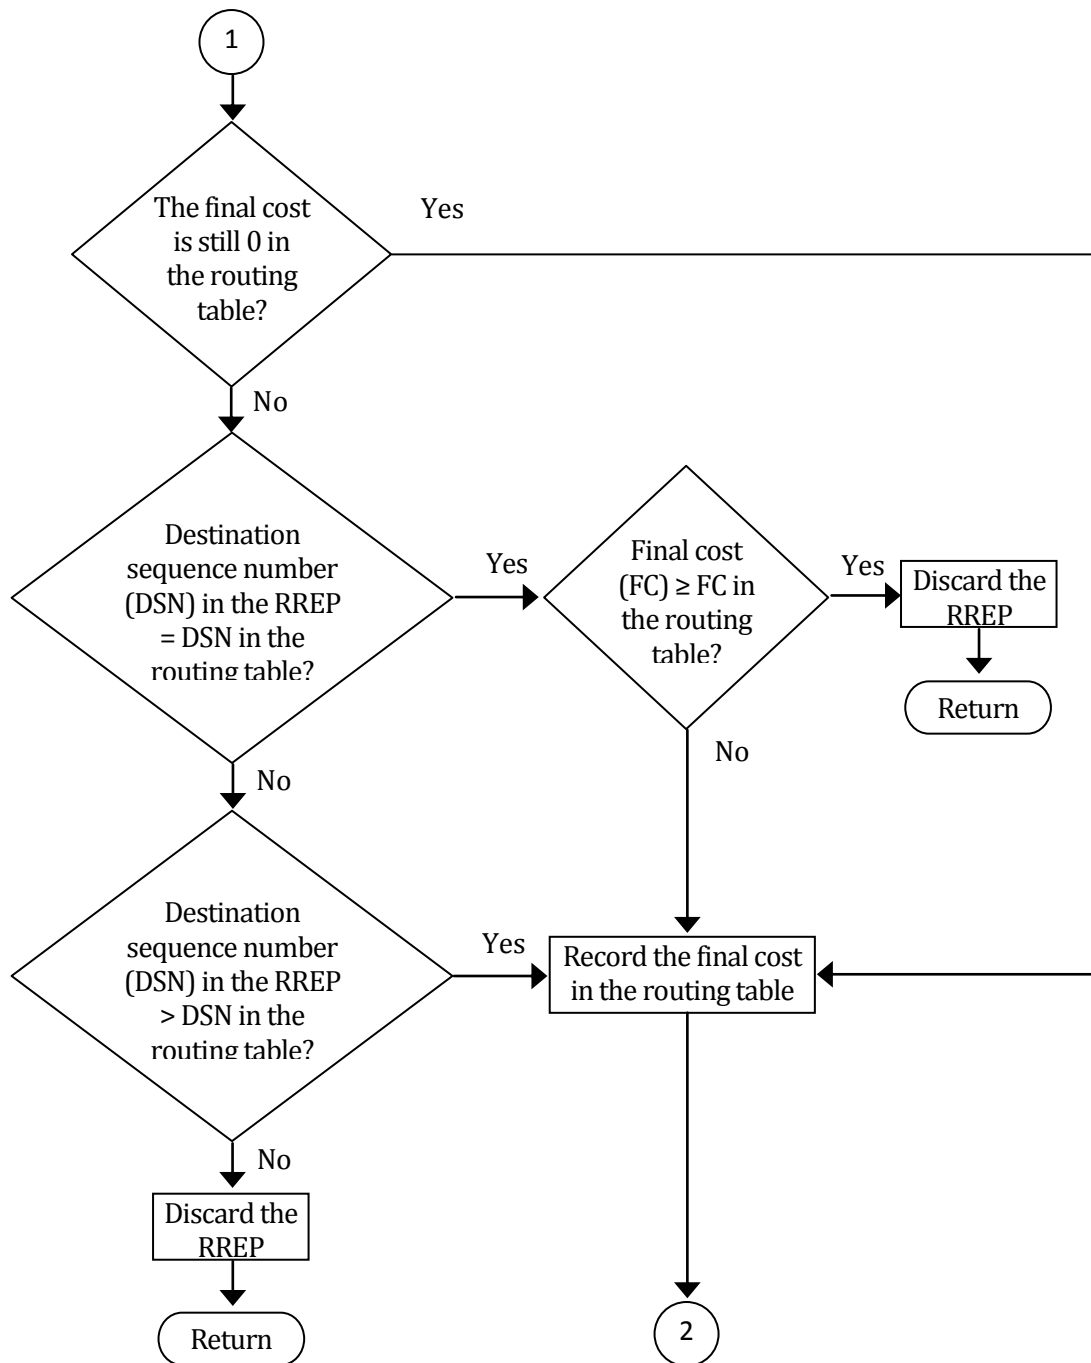 1
The final cost
is still 0 in
the routing
table?
Yes
No
Destination
sequence number
(DSN) in the RREP
= DSN in the
routing table?
Yes
Final cost
(FC) ≥ FC in
the routing
table?
Yes
Discard the
RREP
Return
No
No
Destination
sequence number
(DSN) in the RREP
> DSN in the
routing table?
Yes
Record the final cost
in the routing table
No
Discard the
RREP
Return
2